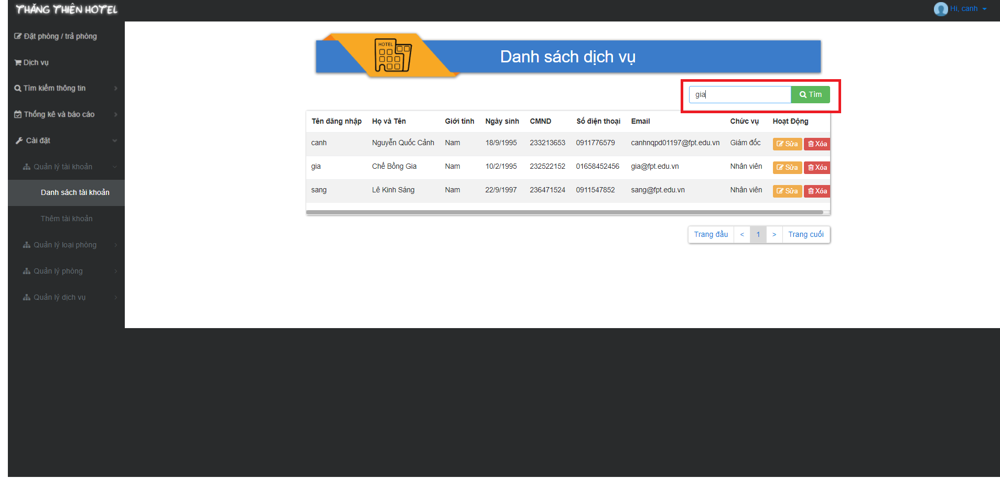 THĂNG THIÊN HOTEL
Hi, canh
Đặt phòng / trả phòng
Dịch vụ
Tìm kiếm thông tin
Thống kê và báo cáo
Cài đặt
Quản lý tài khoản
Danh sách tài khoản
Thêm tài khoản
Quản lý loại phòng
Quản lý phòng
Quản lý dịch vụ
HOTEL
Danh sách dịch vụ
gia Tìm
Tên đăng nhập Họ và Tên Giới tính Ngày sinh CMND Số điện thoại Email Chức vụ Hoạt Động
canh Nguyễn Quốc Cảnh Nam 18/9/1995 233213653 0911776579 canhnqpd01197@fpt.edu.vn Giám đốc Sửa Xóa
gia Chế Bồng Gia Nam 10/2/1995 232522152 01658452456 gia@fpt.edu.vn Nhân viên Sửa Xóa
sang Lê Kinh Sáng Nam 22/9/1997 236471524 0911547852 sang@fpt.edu.vn Nhân viên Sửa Xóa
Trang đầu < 1 > Trang cuối